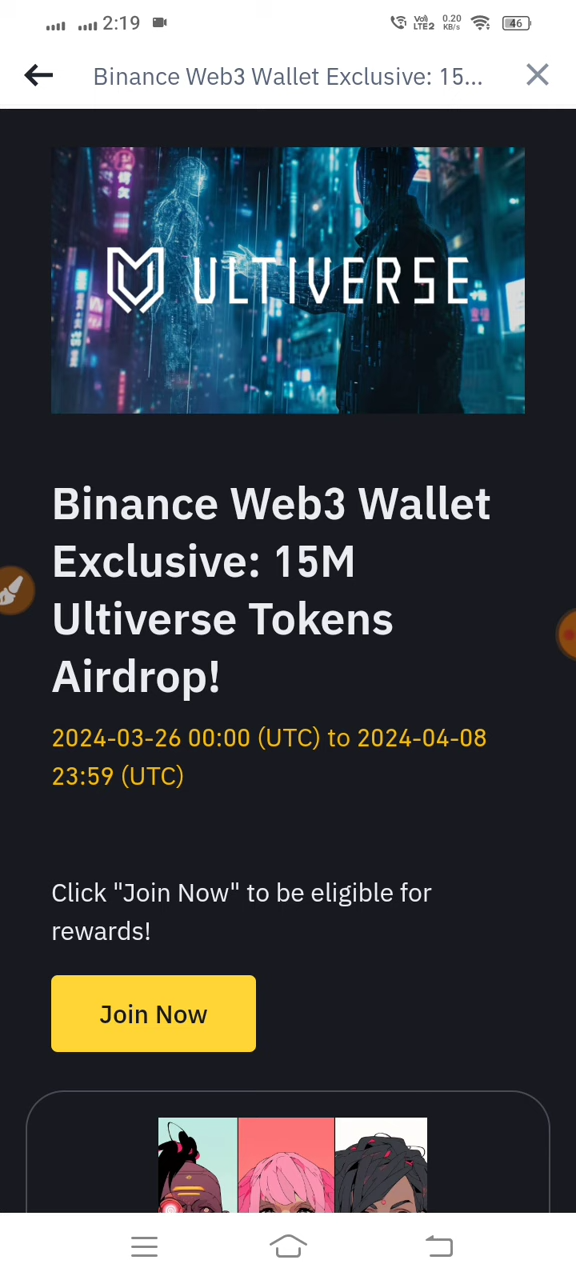 2:19
Vo)) LTE2
0.20 KB/s
46
Binance Web3 Wallet Exclusive: 15...
ULTIVERSE
Binance Web3 Wallet
Exclusive: 15M
Ultiverse Tokens
Airdrop!
2024-03-26 00:00 (UTC) to 2024-04-08
23:59 (UTC)
Click "Join Now" to be eligible for
rewards!
Join Now